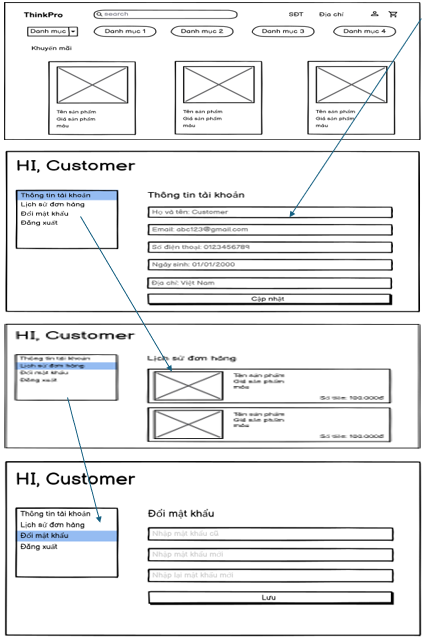 ThinkPro
search
SĐT
Địa chỉ
Danh mục
Danh mục 1
Danh mục 2
Danh mục 3
Danh mục 4
Khuyến mãi
Tên sản phẩm
Giá sản phẩm
màu
Tên sản phẩm
Giá sản phẩm
màu
Tên sản phẩm
Giá sản phẩm
màu
HI, Customer
Thông tin tài khoản
Lịch sử đơn hàng
Đổi mật khẩu
Đăng xuất
Thông tin tài khoản
Họ và tên: Customer
Email: abc123@gmail.com
Số điện thoại: 0123456789
Ngày sinh: 01/01/2000
Địa chỉ: Việt Nam
Cập nhật
HI, Customer
Thông tin tài khoản
Lịch sử đơn hàng
Đổi mật khẩu
Đăng xuất
Lịch sử đơn hàng
Tên sản phẩm
Giá sản phẩm
màu
Số tiền: 100.000đ
Tên sản phẩm
Giá sản phẩm
màu
Số tiền: 100.000đ
HI, Customer
Thông tin tài khoản
Lịch sử đơn hàng
Đổi mật khẩu
Đăng xuất
Đổi mật khẩu
Nhập mật khẩu cũ
Nhập mật khẩu mới
Nhập lại mật khẩu mới
Lưu